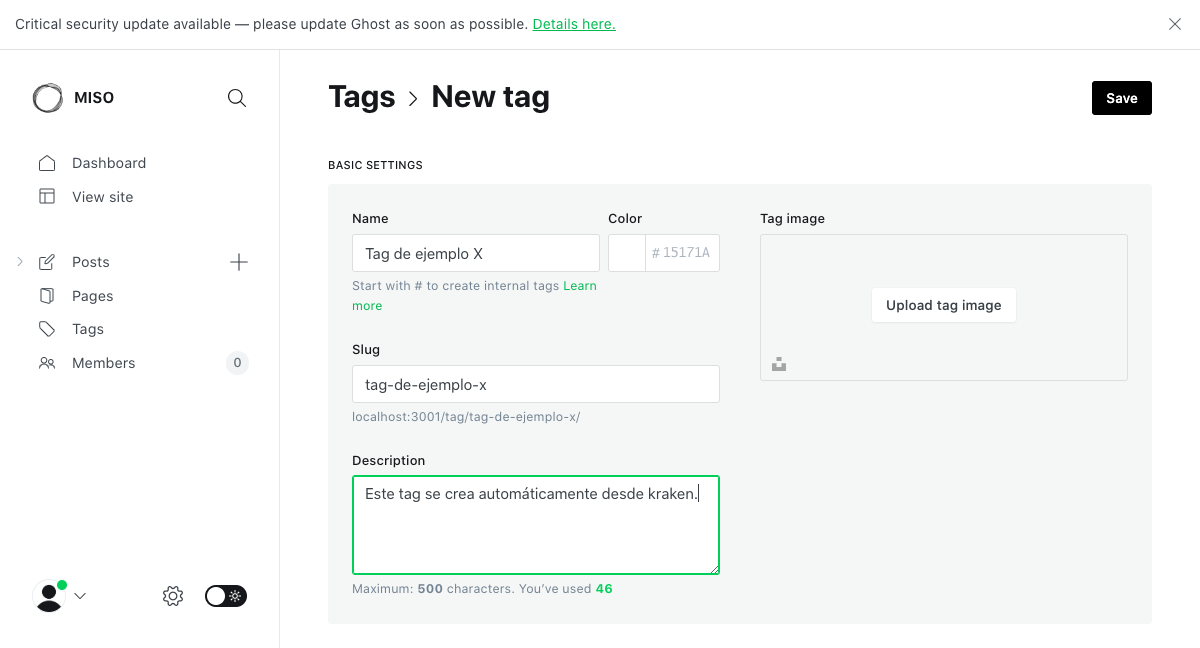 Critical security update available — please update Ghost as soon as possible. Details here.
MISO
Dashboard
View site
Posts
Pages
Tags
Members 0
Tags › New tag
Save
BASIC SETTINGS
Name
Tag de ejemplo X
Start with # to create internal tags Learn
more
Color
# 15171A
Slug
tag-de-ejemplo-x
localhost:3001/tag/tag-de-ejemplo-x/
Description
Este tag se crea automáticamente desde kraken.
Maximum: 500 characters. You’ve used 46
Tag image
Upload tag image